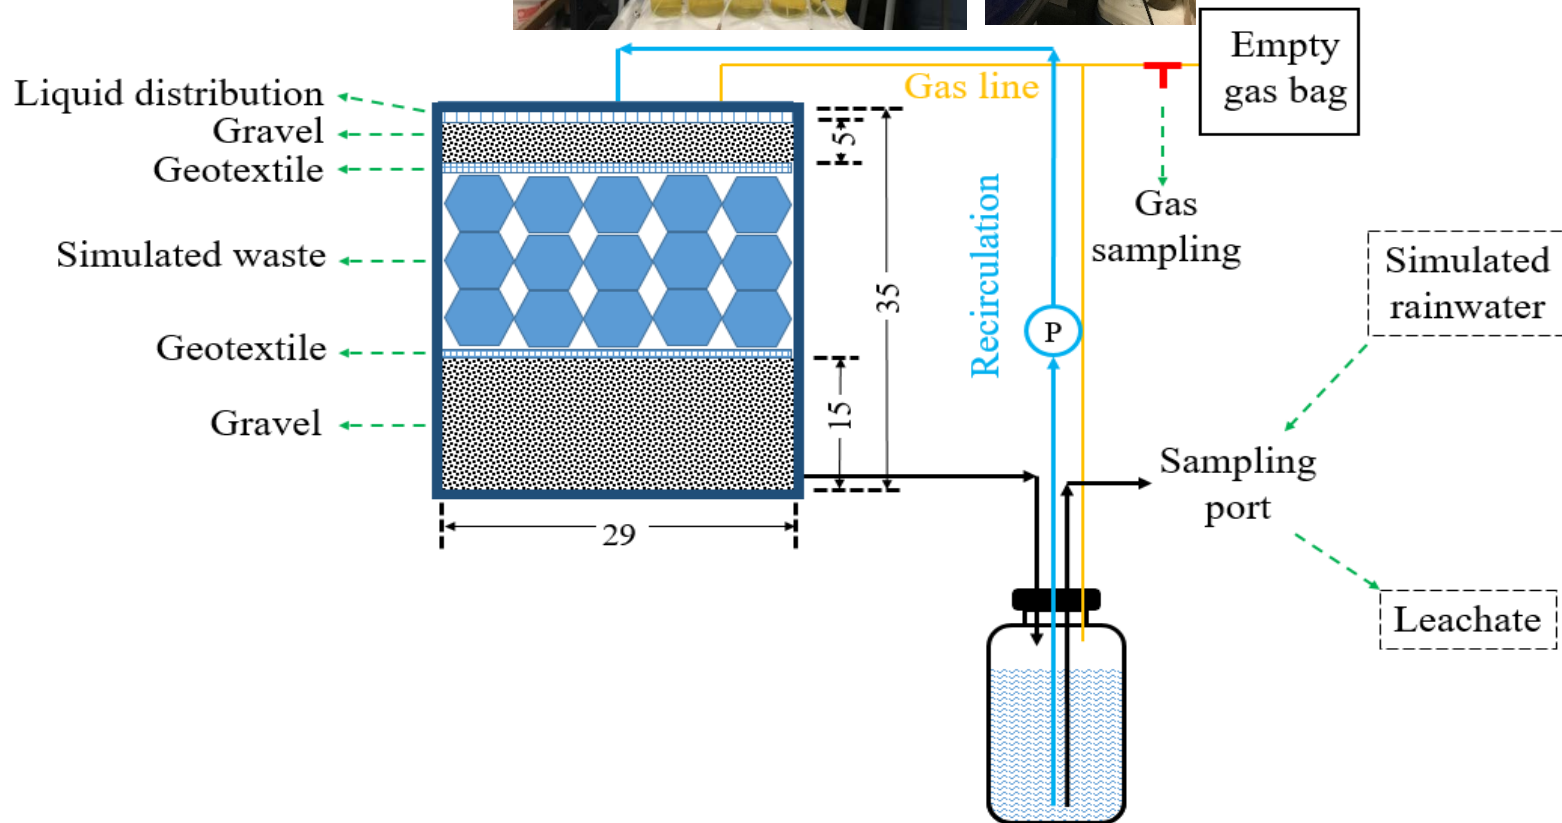 Empty
gas bag
Gas line
Liquid distribution
Gravel
Geotextile
Simulated waste
Geotextile
Gravel
5
35
15
29
Recirculation
P
Gas
sampling
Simulated
rainwater
Sampling
port
Leachate